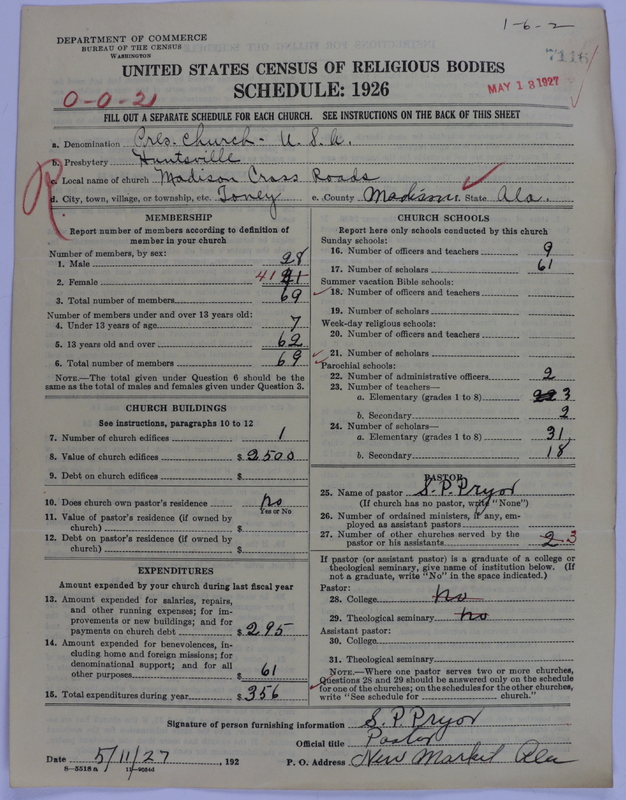 1-6-2
DEPARTMENT OF COMMERCE
BUREAU OF THE CENSUS
WASHINGTON
7116
UNITED STATES CENSUS OF RELIGIOUS BODIES
MAY 13 1927
SCHEDULE: 1926
0-0-21
FILL OUT A SEPARATE SCHEDULE FOR EACH CHURCH. SEE INSTRUCTIONS ON THE BACK OF THIS SHEET
a. Denomination Pres. Church - U.S.A.
b. Presbytery Huntsville
c. Local name of church Madison Cross Roads
d. City, town, village, or township, etc. Toney e. County Madison State Ala.
R
MEMBERSHIP
Report number of members according to definition of
member in your church
Number of members, by sex:
1. Male 28
2. Female 41 41
3. Total number of members 69
Number of members under and over 13 years old:
4. Under 13 years of age 7
5. 13 years old and over 62
6. Total number of members 69
NOTE.—The total given under Question 6 should be the
same as the total of males and females given under Question 3.
CHURCH BUILDINGS
See instructions, paragraphs 10 to 12
7. Number of church edifices 1
8. Value of church edifices $ 2500
9. Debt on church edifices $
10. Does church own pastor's residence no
Yes or No
11. Value of pastor's residence (if owned by
church) $
12. Debt on pastor's residence (if owned by
church) $
EXPENDITURES
Amount expended by your church during last fiscal year
13. Amount expended for salaries, repairs,
and other running expenses; for im-
provements or new buildings; and for
payments on church debt $ 295
14. Amount expended for benevolences, in-
cluding home and foreign missions; for
denominational support; and for all
other purposes $ 61
15. Total expenditures during year $ 356
CHURCH SCHOOLS
Report here only schools conducted by this church
Sunday schools:
16. Number of officers and teachers 9
17. Number of scholars 61
Summer vacation Bible schools:
18. Number of officers and teachers
19. Number of scholars
Week-day religious schools:
20. Number of officers and teachers
21. Number of scholars
Parochial schools:
22. Number of administrative officers 2
23. Number of teachers—
a. Elementary (grades 1 to 8) 3
b. Secondary 2
24. Number of scholars—
a. Elementary (grades 1 to 8) 31
b. Secondary 18
PASTOR
25. Name of pastor S. P. Pryor
(If church has no pastor, write "None")
26. Number of ordained ministers, if any, em-
ployed as assistant pastors
27. Number of other churches served by the
pastor or his assistants 2 3
If pastor (or assistant pastor) is a graduate of a college or
theological seminary, give name of institution below. (If
not a graduate, write "No" in the space indicated.)
Pastor:
28. College no
29. Theological seminary no
Assistant pastor:
30. College
31. Theological seminary
NOTE.—Where one pastor serves two or more churches,
Questions 28 and 29 should be answered only on the schedule
for one of the churches; on the schedules for the other churches,
write "See schedule for church."
Signature of person furnishing information S. P. Pryor
Official title Pastor
Date 5/11/27, 192 P. O. Address New Market Ala
8-5518 a